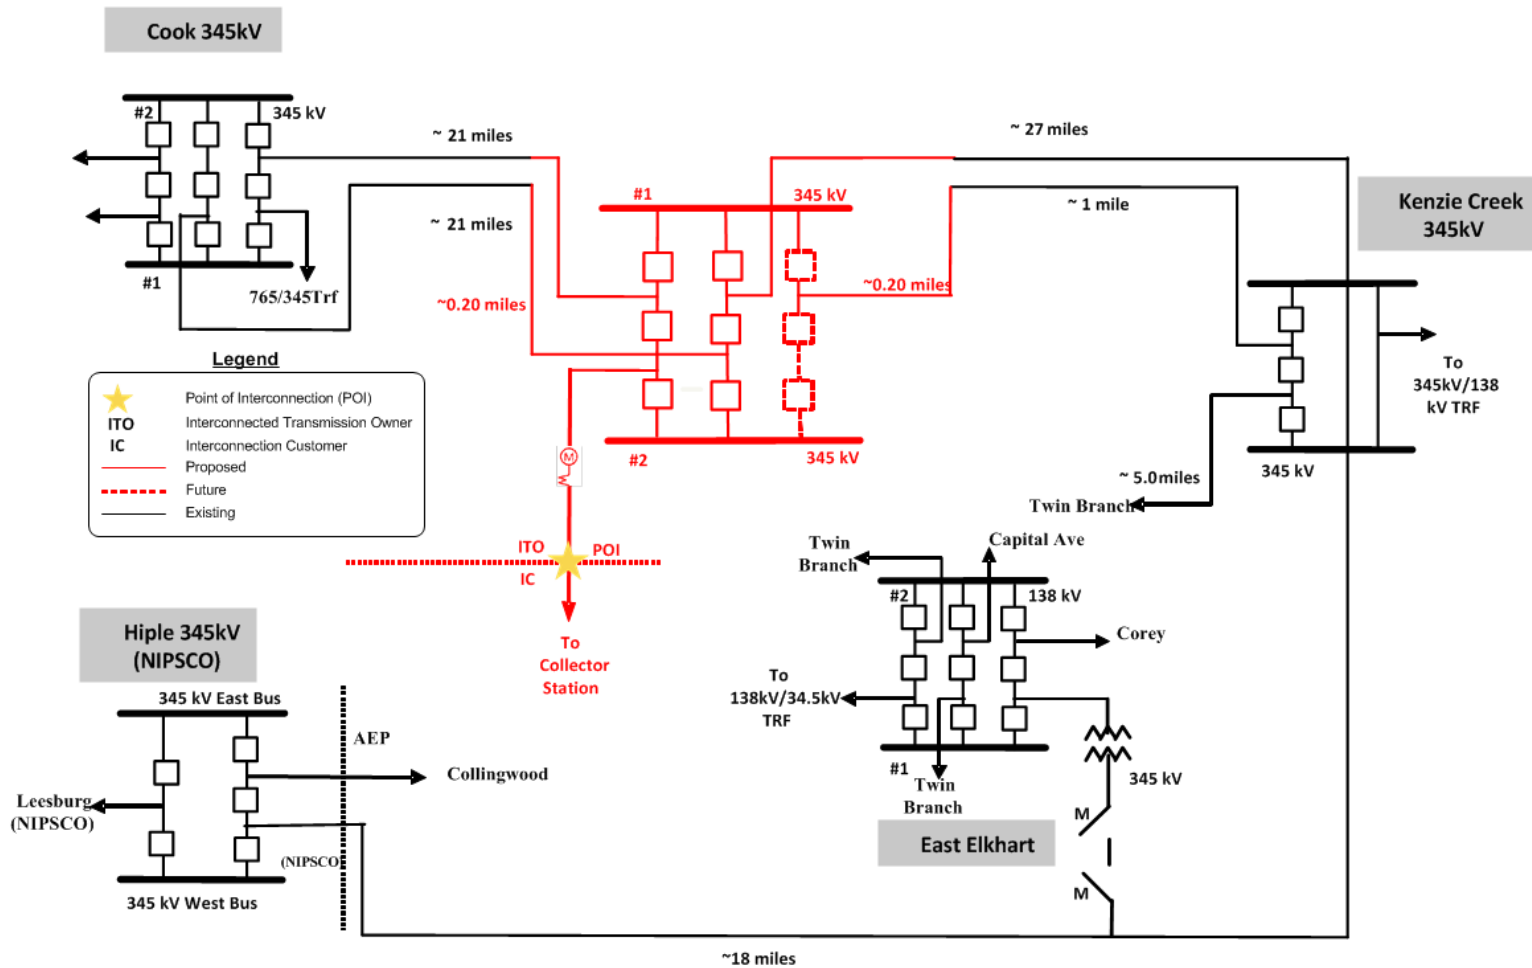 Cook 345kV
#2
345 kV
#1
765/345Trf
~ 21 miles
~ 21 miles
~0.20 miles
#1
345 kV
~ 27 miles
~ 1 mile
~0.20 miles
#2
345 kV
Kenzie Creek
345kV
To
345kV/138
kV TRF
345 kV
~ 5.0miles
Twin Branch
Legend
Point of Interconnection (POI)
ITO
Interconnected Transmission Owner
IC
Interconnection Customer
Proposed
Future
Existing
M
ITO
POI
IC
To
Collector
Station
Twin
Branch
Capital Ave
#2
138 kV
Corey
To
138kV/34.5kV
TRF
#1
Twin
Branch
345 kV
M
M
East Elkhart
Hiple 345kV
(NIPSCO)
345 kV East Bus
AEP
Collingwood
Leesburg
(NIPSCO)
(NIPSCO
345 kV West Bus
~18 miles